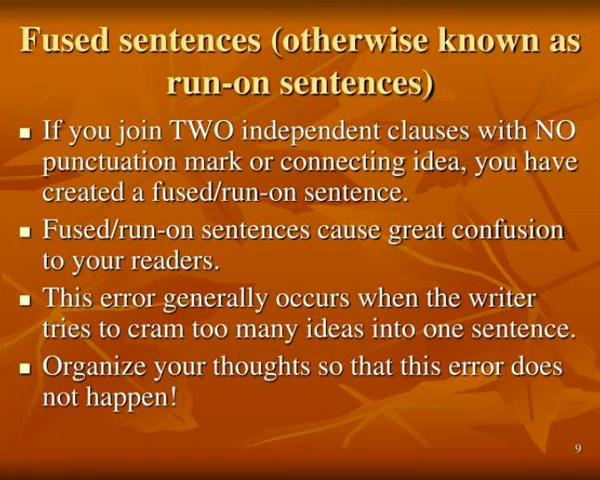 Fused sentences (otherwise known as
run-on sentences)
If you join TWO independent clauses with NO
punctuation mark or connecting idea, you have
created a fused/run-on sentence.
Fused/run-on sentences cause great confusion
to your readers.
This error generally occurs when the writer
tries to cram too many ideas into one sentence.
Organize your thoughts so that this error does
not happen!
9